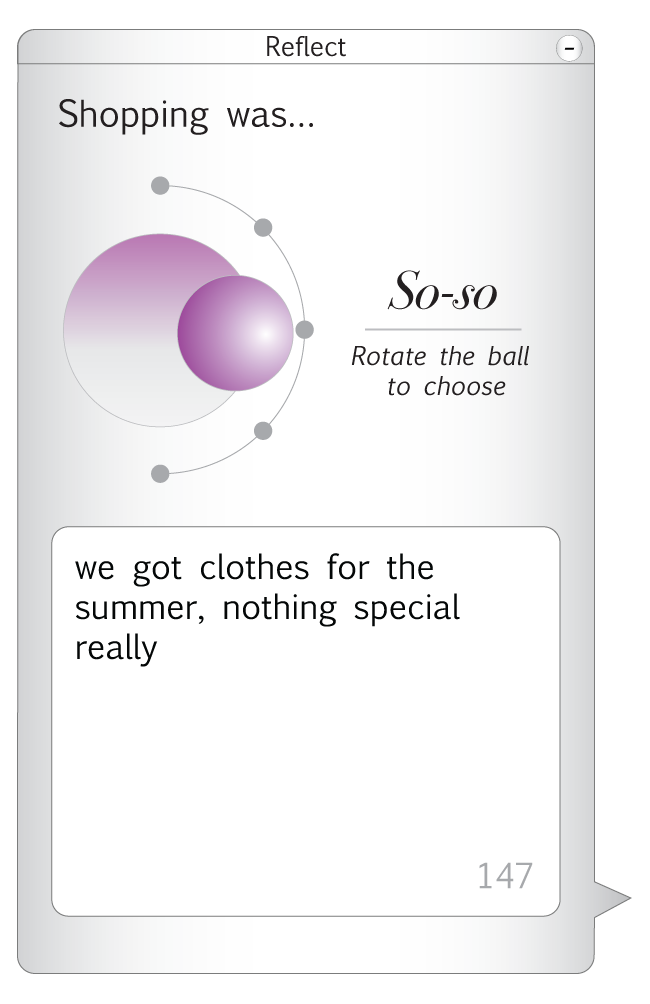 Reflect
-
Shopping was...
So-so
Rotate the ball
to choose
we got clothes for the
summer, nothing special
really
147